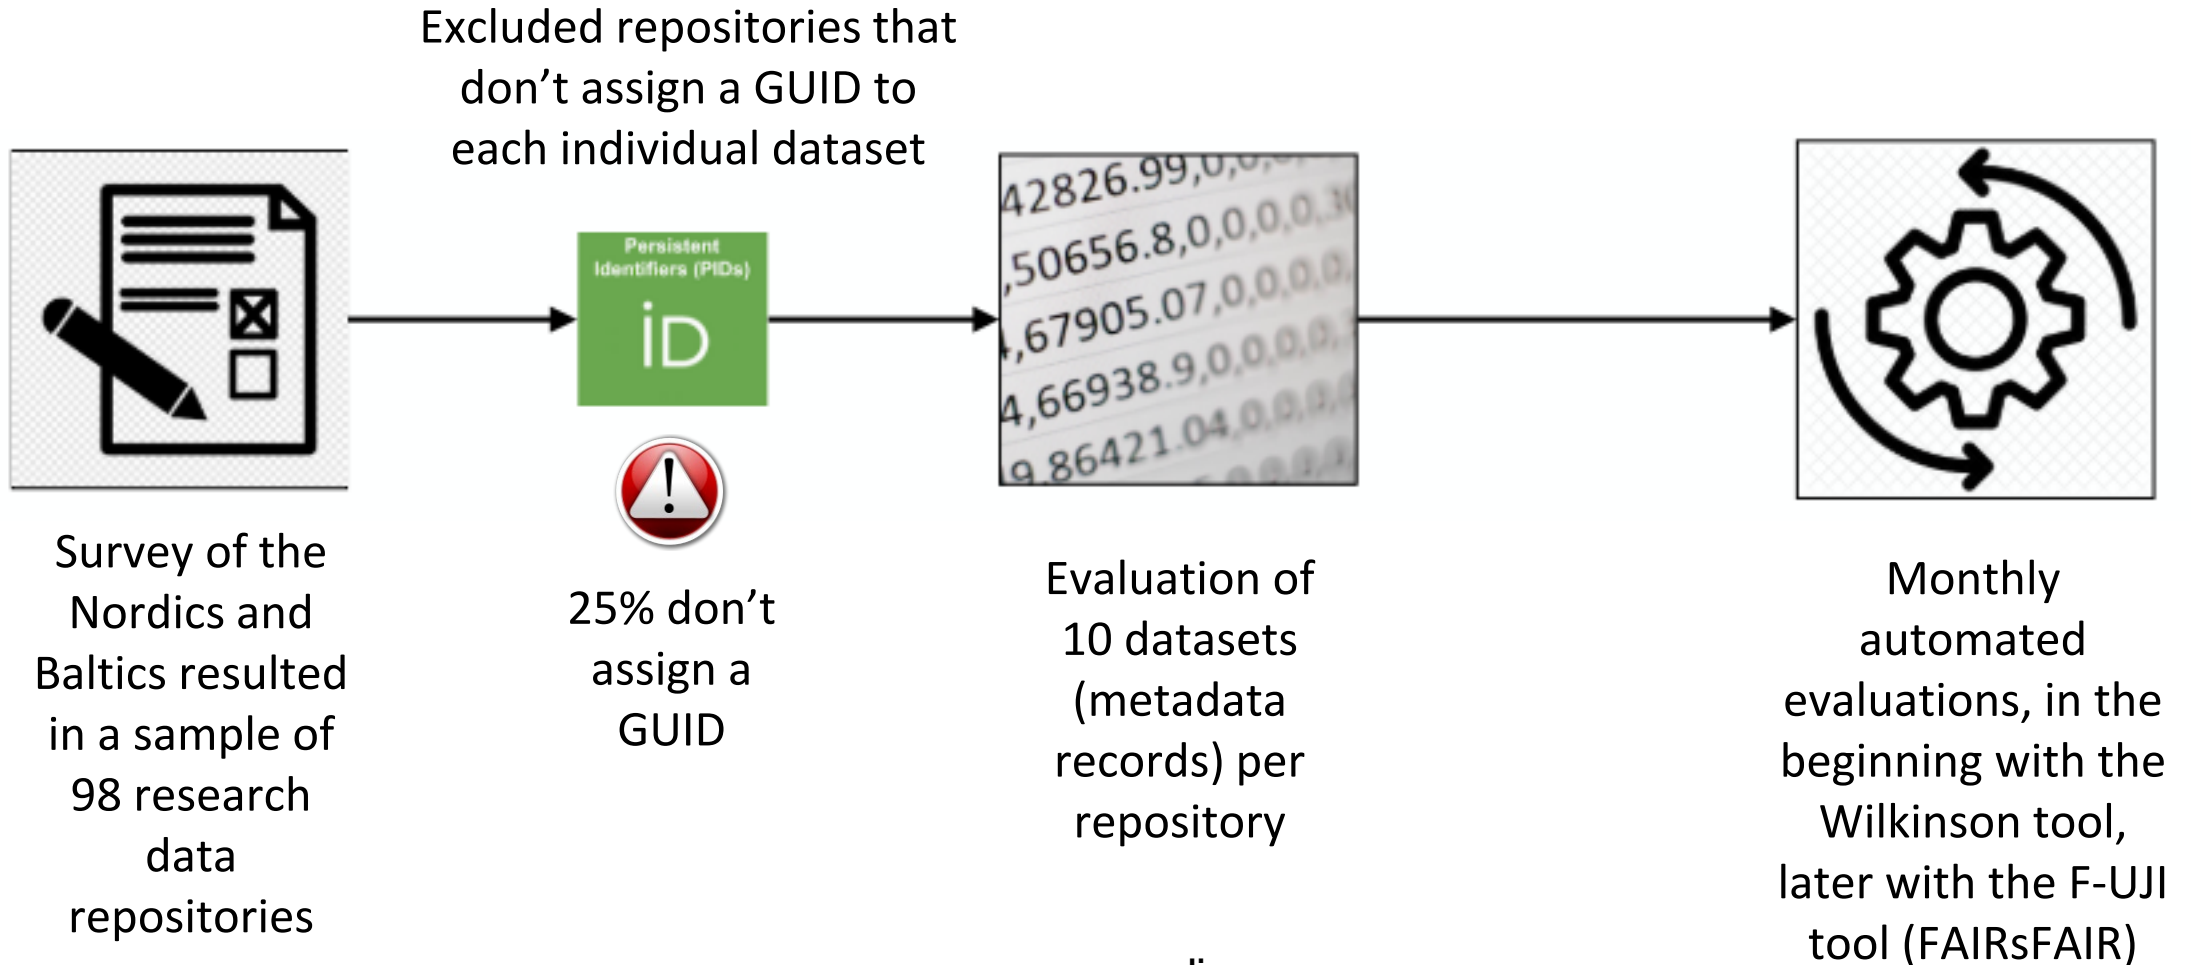 Excluded repositories that
don’t assign a GUID to
each individual dataset
Persistent
Identifiers (PIDs)
iD
42826.99,0,0,
,50656.8,0,0,0,0,30
,67905.07,0,0,0,0,
4,66938.9,0,0,0,0,
9,86421.04,0,0,0,0
Survey of the
Nordics and
Baltics resulted
in a sample of
98 research
data
repositories
25% don’t
assign a
GUID
Evaluation of
10 datasets
(metadata
records) per
repository
Monthly
automated
evaluations, in the
beginning with the
Wilkinson tool,
later with the F-UJI
tool (FAIRsFAIR)